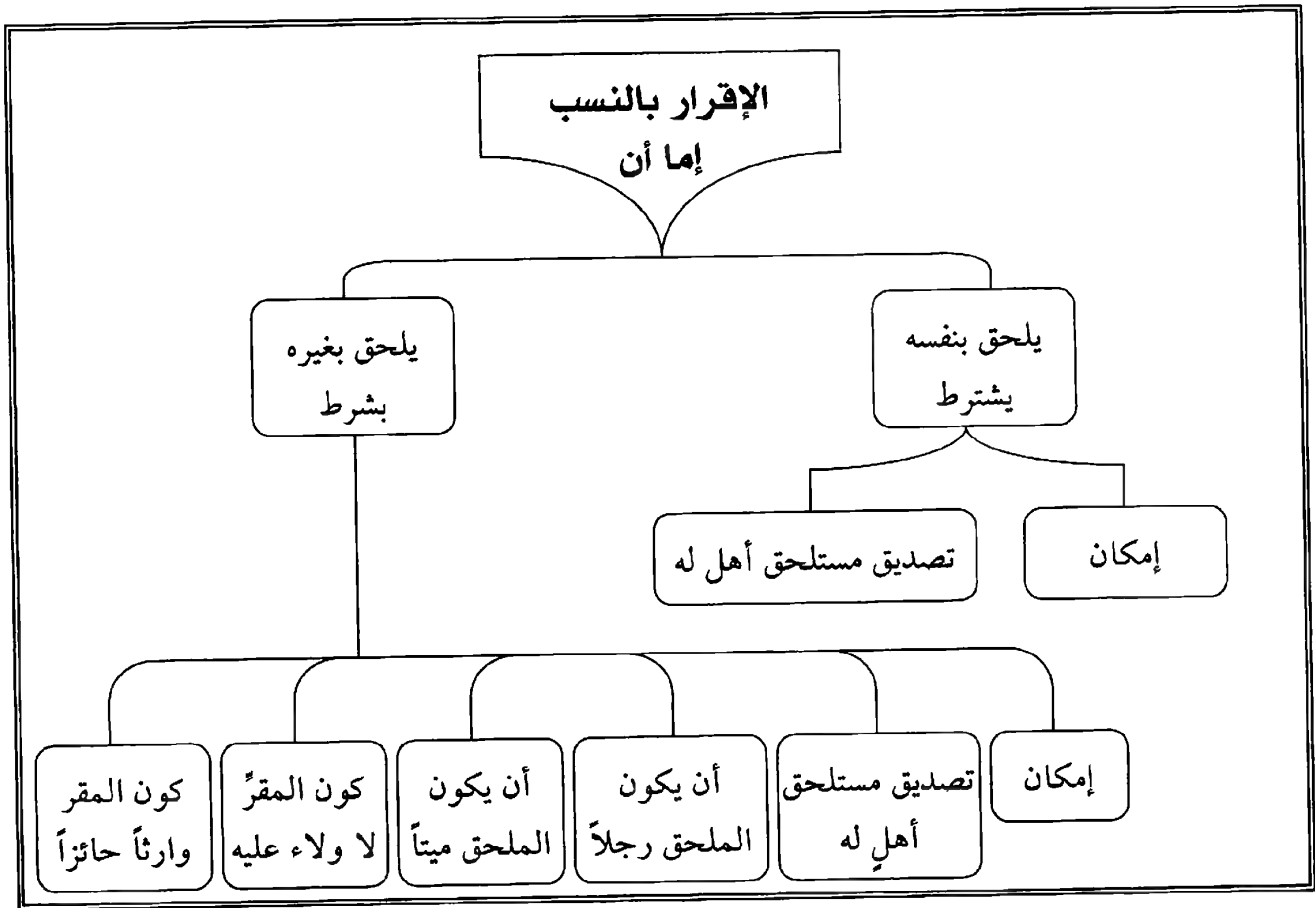 الإقرار بالنسب
إما أن
يلحق بنفسه
يشترط
يلحق بغيره
بشرط
إمكان
تصديق مستلحق أهل له
إمكان
تصديق مستلحق
أهلٍ له
أن يكون
الملحق رجلاً
أن يكون
الملحق ميتاً
كون المقرِّ
لا ولاء عليه
كون المقر
وارثاً حائزاً